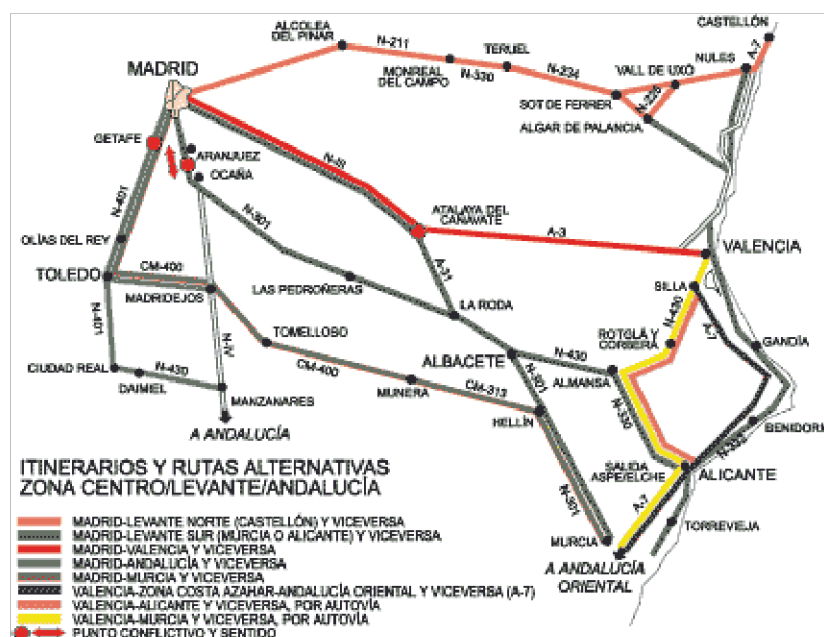 CASTELLÓN
ALCOLEA
DEL PINAR
N-211
TERUEL
A-7
NULES
MADRID
MONREAL
DEL CAMPO
N-330
N-234
VALL DE UXÓ
SOT DE FERRER
N-225
ALGAR DE PALANCIA
GETAFE
ARANJUEZ
OCAÑA
N-III
N-401
N-301
ATALAYA DEL
CAÑAVATE
A-3
OLÍAS DEL REY
VALENCIA
TOLEDO
CM-400
A-31
MADRIDEJOS
LAS PEDROÑERAS
SILLA
LA RODA
N-430
N-401
N-IV
TOMELLOSO
ROTGLÁ Y
CORBERÁ
A-7
GANDÍA
ALBACETE
N-430
CIUDAD REAL
N-430
DAIMIEL
CM-400
MUNERA
CM-313
N-301
ALMANSA
N-330
MANZANARES
HELLÍN
BENIDORM
N-332
A ANDALUCÍA
SALIDA
ASPE/ELCHE
ALICANTE
ITINERARIOS Y RUTAS ALTERNATIVAS
ZONA CENTRO/LEVANTE/ANDALUCÍA
N-301
A-7
TORREVIEJA
MURCIA
A ANDALUCÍA
ORIENTAL
MADRID-LEVANTE NORTE (CASTELLÓN) Y VICEVERSA
MADRID-LEVANTE SUR (MURCIA O ALICANTE) Y VICEVERSA
MADRID-VALENCIA Y VICEVERSA
MADRID-ANDALUCÍA Y VICEVERSA
MADRID-MURCIA Y VICEVERSA
VALENCIA-ZONA COSTA AZAHAR-ANDALUCÍA ORIENTAL Y VICEVERSA (A-7)
VALENCIA-ALICANTE Y VICEVERSA, POR AUTOVÍA
VALENCIA-MURCIA Y VICEVERSA, POR AUTOVÍA
PUNTO CONFLICTIVO Y SENTIDO